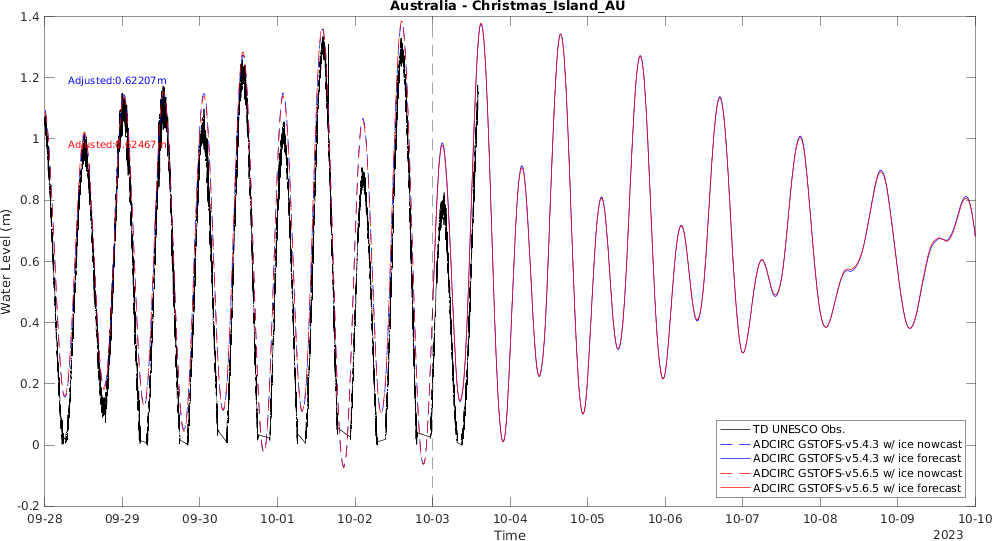 Australia - Christmas_Island_AU
Water Level (m)
1.4
1.2
1
0.8
0.6
0.4
0.2
0
-0.2
Adjusted:0.62207m
Adjusted:0.62467m
TD UNESCO Obs.
ADCIRC GSTOFS-v5.4.3 w/ ice nowcast
ADCIRC GSTOFS-v5.4.3 w/ ice forecast
ADCIRC GSTOFS-v5.6.5 w/ ice nowcast
ADCIRC GSTOFS-v5.6.5 w/ ice forecast
09-28 09-29 09-30 10-01 10-02 10-03 10-04 10-05 10-06 10-07 10-08 10-09 10-10
Time
2023